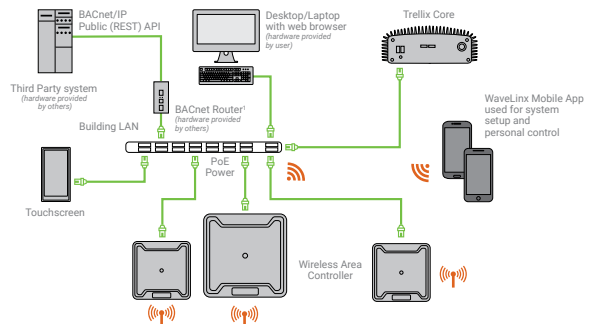 BACnet/IP
Public (REST) API
Desktop/Laptop
with web browser
(hardware provided
by user)
Trellix Core
Third Party system
(hardware provided
by others)
BACnet Router¹
(hardware provided
by others)
Building LAN
WaveLinx Mobile App
used for system
setup and
personal control
PoE
Power
Touchscreen
Wireless Area
Controller